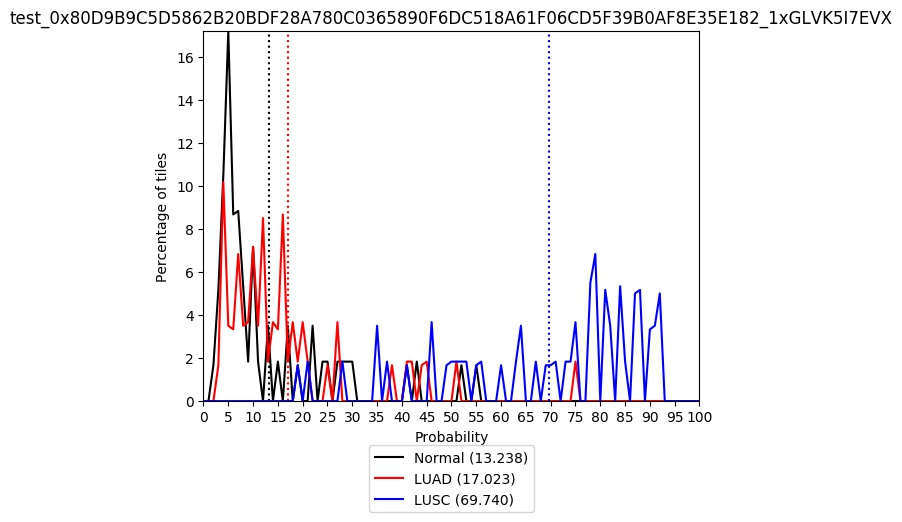 test_0x80D9B9C5D5862B20BDF28A780C0365890F6DC518A61F06CD5F39B0AF8E35E182_1xGLVK5I7EVX
16
14
12
10
8
6
4
2
0
Percentage of tiles
0 5 10 15 20 25 30 35 40 45 50 55 60 65 70 75 80 85 90 95 100
Probability
Normal (13.238)
LUAD (17.023)
LUSC (69.740)